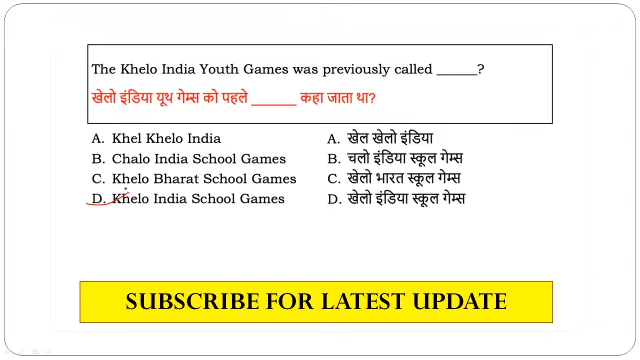 The Khelo India Youth Games was previously called ______?
खेलो इंडिया यूथ गेम्स को पहले ______ कहा जाता था?
A. Khel Khelo India
B. Chalo India School Games
C. Khelo Bharat School Games
D. Khelo India School Games
A. खेल खेलो इंडिया
B. चलो इंडिया स्कूल गेम्स
C. खेलो भारत स्कूल गेम्स
D. खेलो इंडिया स्कूल गेम्स
SUBSCRIBE FOR LATEST UPDATE